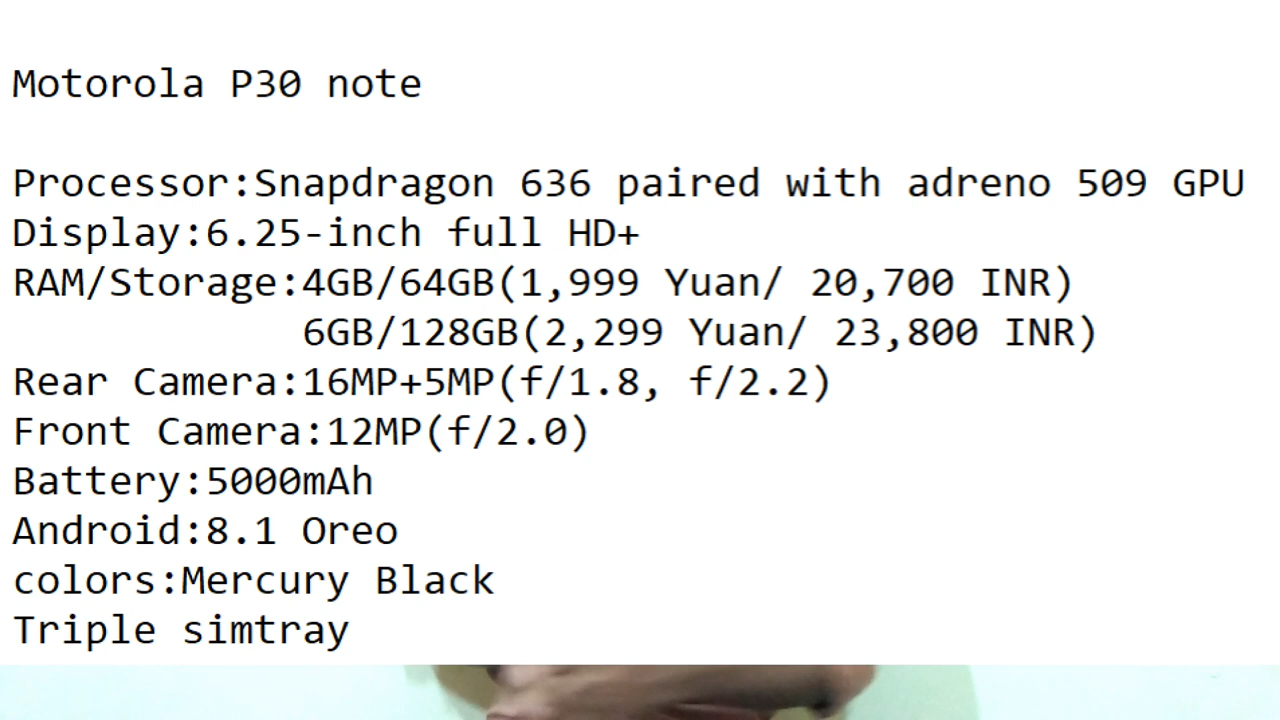 Motorola P30 note
Processor:Snapdragon 636 paired with adreno 509 GPU
Display:6.25-inch full HD+
RAM/Storage:4GB/64GB(1,999 Yuan/ 20,700 INR)
6GB/128GB(2,299 Yuan/ 23,800 INR)
Rear Camera:16MP+5MP(f/1.8, f/2.2)
Front Camera:12MP(f/2.0)
Battery:5000mAh
Android:8.1 Oreo
colors:Mercury Black
Triple simtray